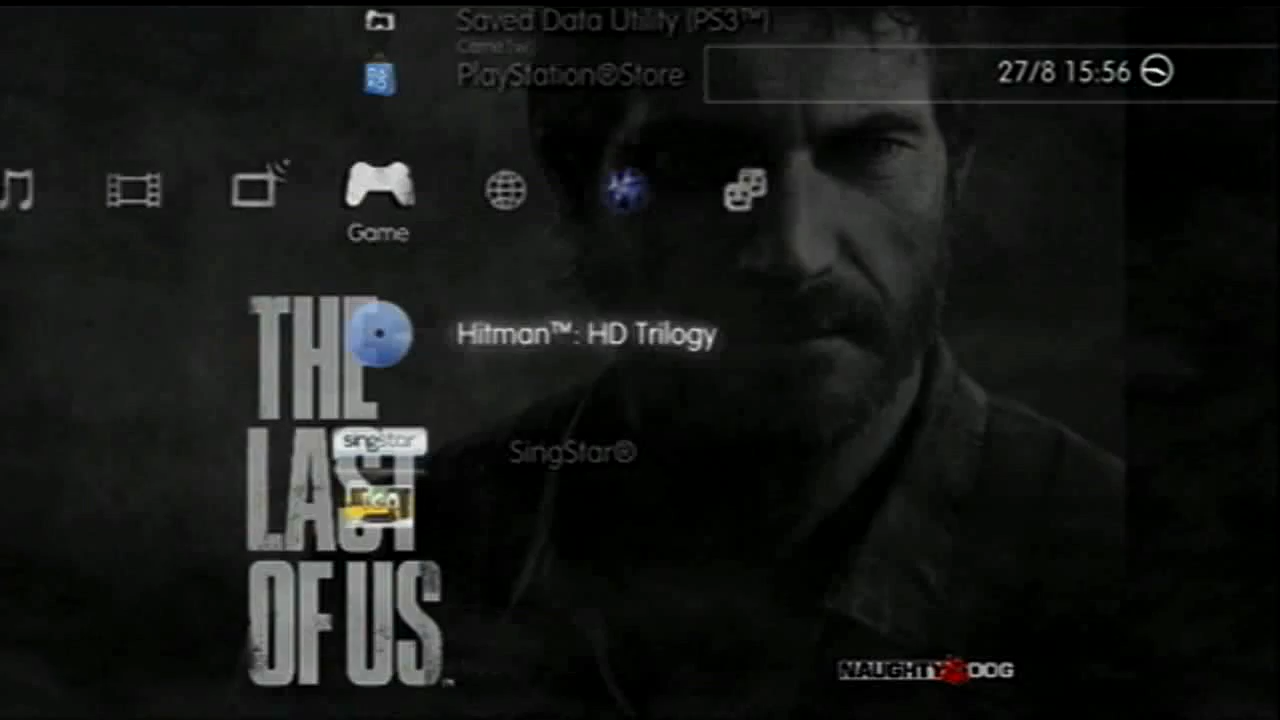 Saved Data Utility (PS3™)
PlayStation®Store
27/8 15:56
Game
Hitman™: HD Trilogy
singstar
SingStar®
THE
LAST
OF US
NAUGHTY DOG